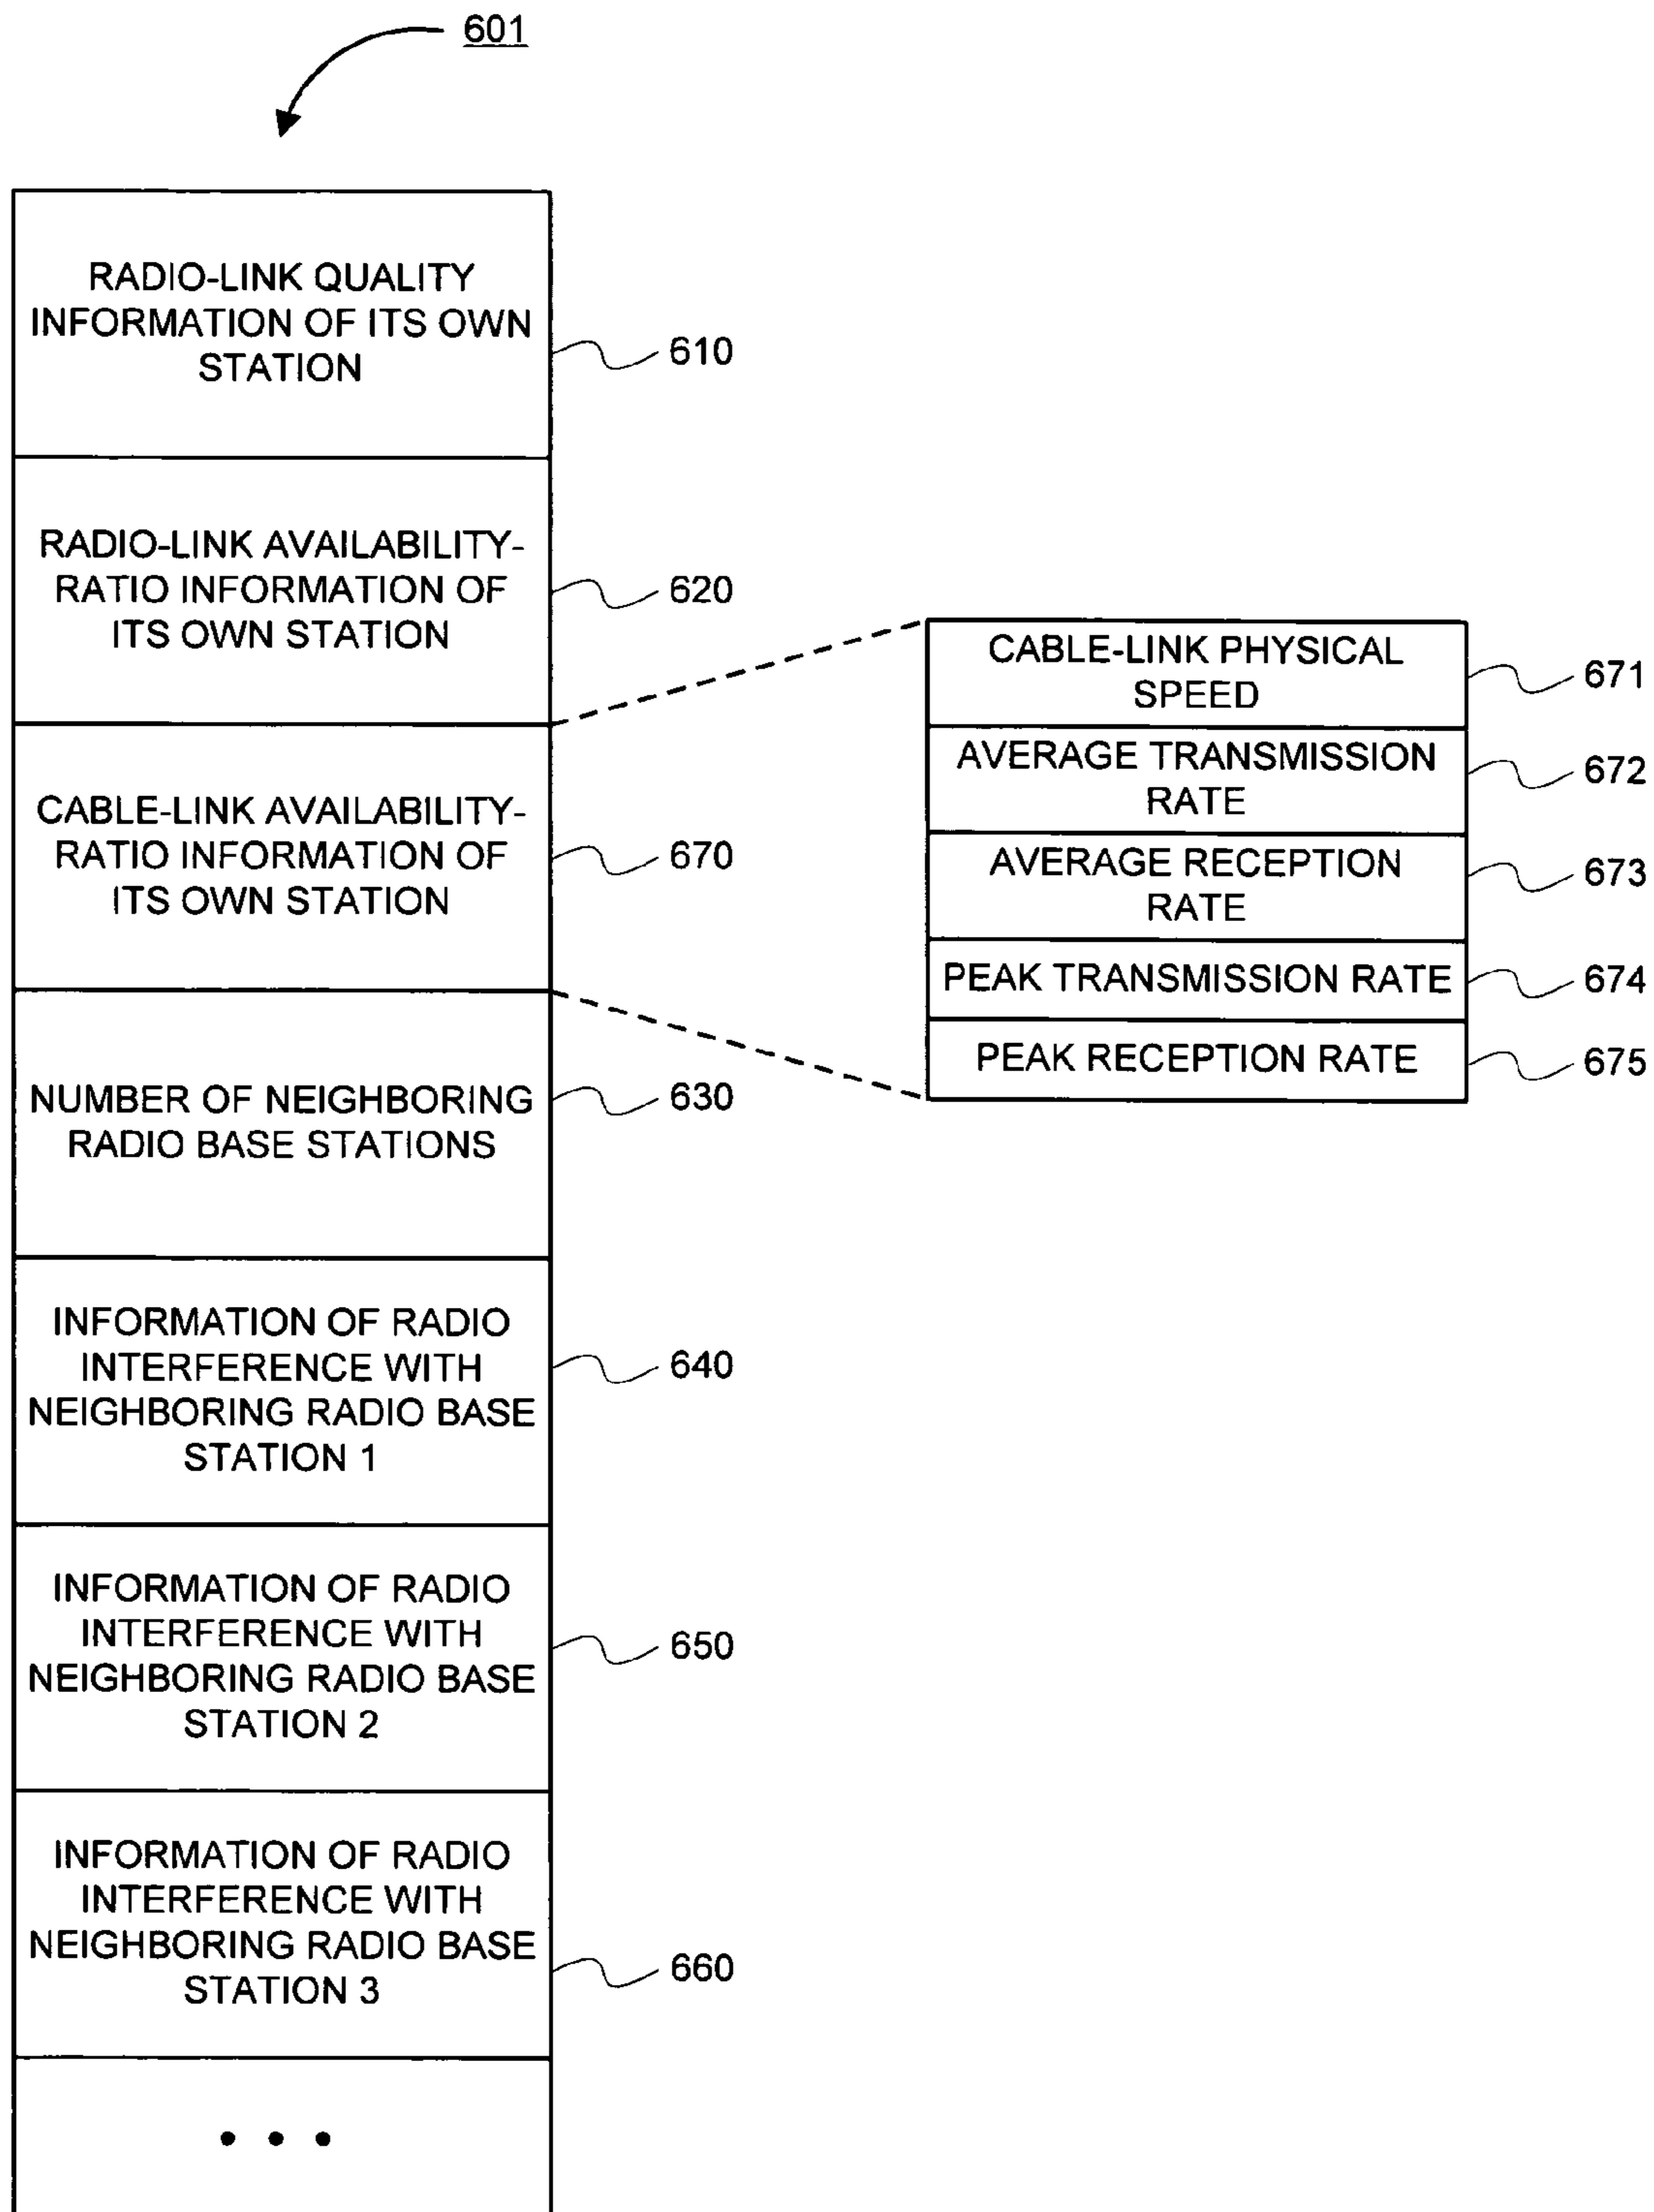 601
RADIO-LINK QUALITY
INFORMATION OF ITS OWN
STATION
610
RADIO-LINK AVAILABILITY-
RATIO INFORMATION OF
ITS OWN STATION
620
CABLE-LINK AVAILABILITY-
RATIO INFORMATION OF
ITS OWN STATION
670
CABLE-LINK PHYSICAL
SPEED
671
AVERAGE TRANSMISSION
RATE
672
AVERAGE RECEPTION
RATE
673
PEAK TRANSMISSION RATE
674
PEAK RECEPTION RATE
675
NUMBER OF NEIGHBORING
RADIO BASE STATIONS
630
INFORMATION OF RADIO
INTERFERENCE WITH
NEIGHBORING RADIO BASE
STATION 1
640
INFORMATION OF RADIO
INTERFERENCE WITH
NEIGHBORING RADIO BASE
STATION 2
650
INFORMATION OF RADIO
INTERFERENCE WITH
NEIGHBORING RADIO BASE
STATION 3
660
• • •